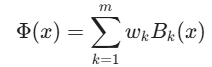 Φ(x) = ∑_{k=1}^{m} w_k B_k(x)